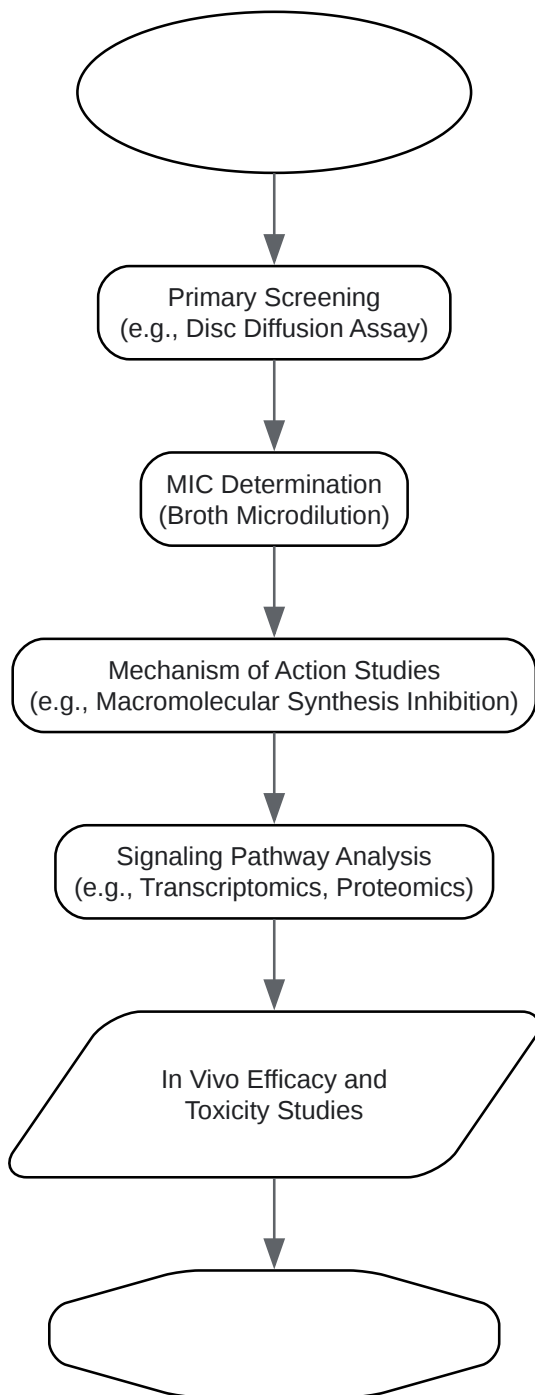 Primary Screening
(e.g., Disc Diffusion Assay)
MIC Determination
(Broth Microdilution)
Mechanism of Action Studies
(e.g., Macromolecular Synthesis Inhibition)
Signaling Pathway Analysis
(e.g., Transcriptomics, Proteomics)
In Vivo Efficacy and
Toxicity Studies